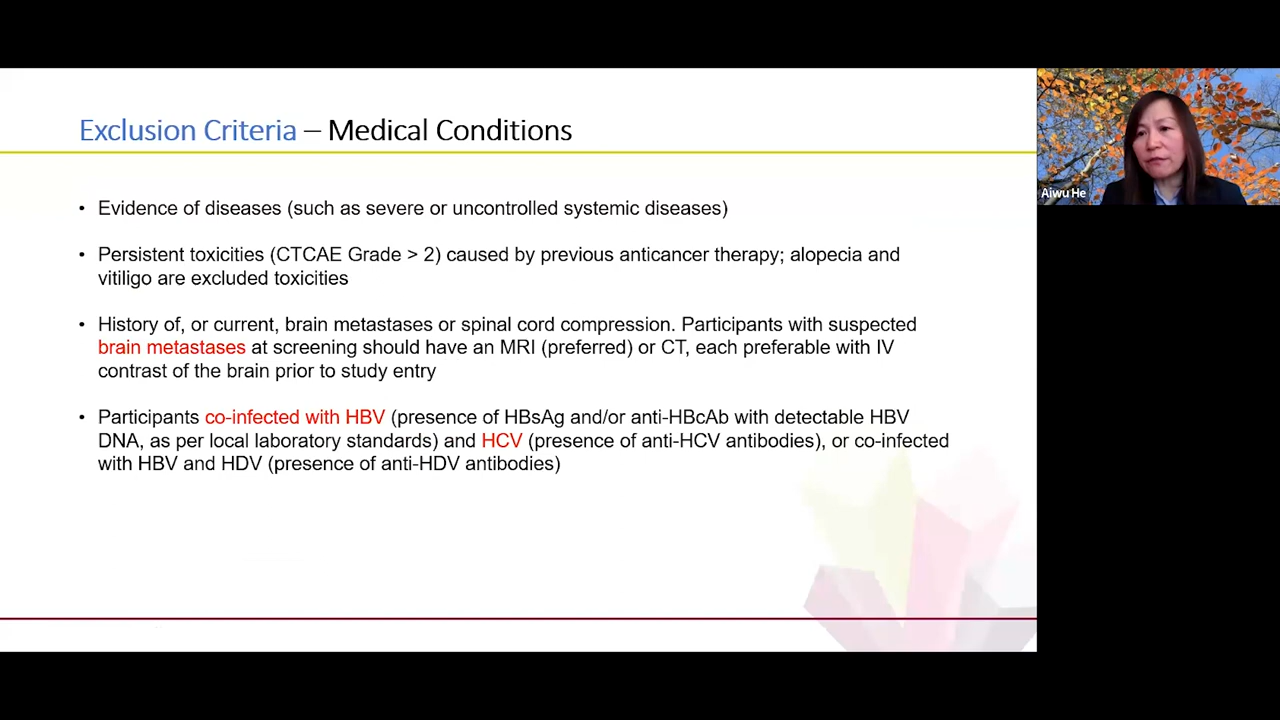 Exclusion Criteria – Medical Conditions
• Evidence of diseases (such as severe or uncontrolled systemic diseases)
• Persistent toxicities (CTCAE Grade > 2) caused by previous anticancer therapy; alopecia and
vitiligo are excluded toxicities
• History of, or current, brain metastases or spinal cord compression. Participants with suspected
brain metastases at screening should have an MRI (preferred) or CT, each preferable with IV
contrast of the brain prior to study entry
• Participants co-infected with HBV (presence of HBsAg and/or anti-HBcAb with detectable HBV
DNA, as per local laboratory standards) and HCV (presence of anti-HCV antibodies), or co-infected
with HBV and HDV (presence of anti-HDV antibodies)
Aiwu He